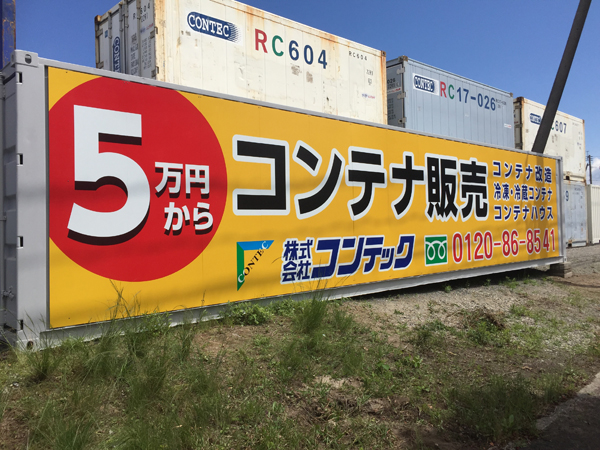 CONTEC
RC604
RC604
CONTEC
RC17-026
CONTEC
607
5万円から
コンテナ販売
コンテナ改造
冷凍・冷蔵コンテナ
コンテナハウス
CONTEC
株式会社コンテック
0120-86-8541